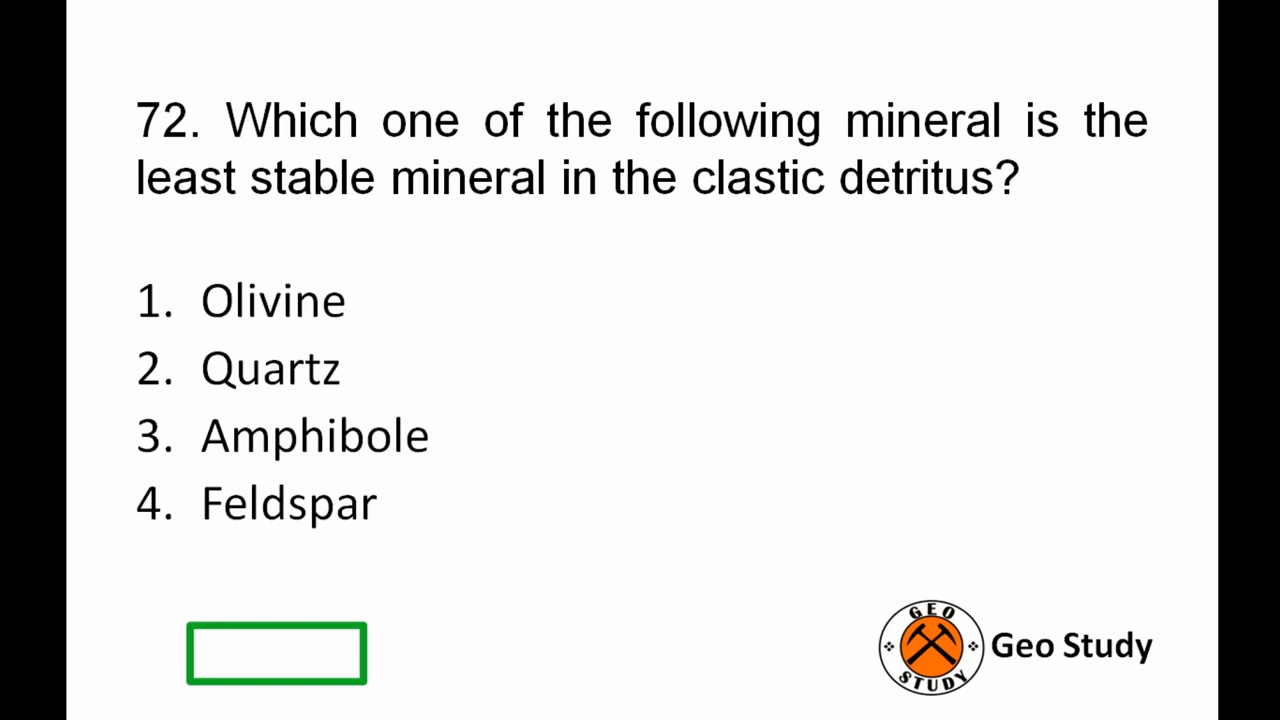 72. Which one of the following mineral is the
least stable mineral in the clastic detritus?
1. Olivine
2. Quartz
3. Amphibole
4. Feldspar
GEO
STUDY
Geo Study